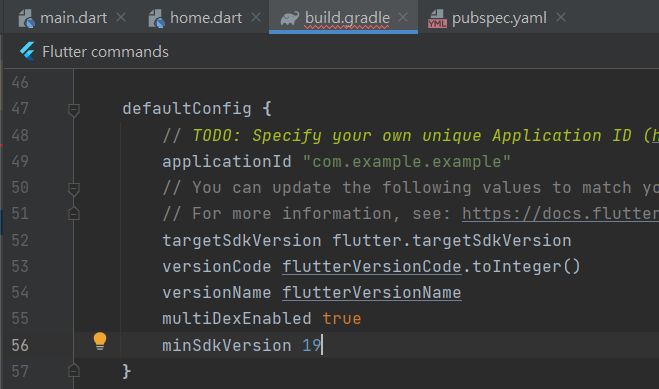 main.dart home.dart build.gradle YML pubspec.yaml
Flutter commands
46
47 defaultConfig {
48 // TODO: Specify your own unique Application ID (h
49 applicationId "com.example.example"
50 // You can update the following values to match yo
51 // For more information, see: https://docs.flutter
52 targetSdkVersion flutter.targetSdkVersion
53 versionCode flutterVersionCode.toInteger()
54 versionName flutterVersionName
55 multiDexEnabled true
56 minSdkVersion 19
57 }